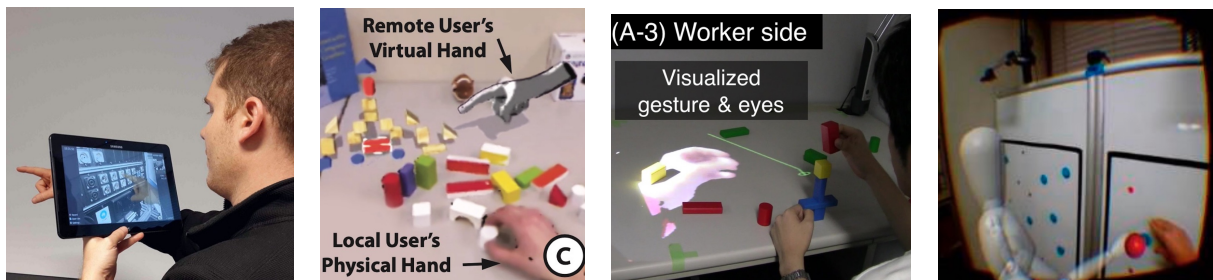 Remote User's
Virtual Hand
Local User's
Physical Hand
C
(A-3) Worker side
Visualized
gesture & eyes